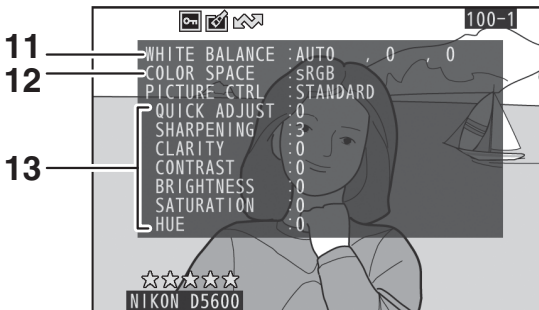 100-1
11 WHITE BALANCE :AUTO , 0 , 0
12 COLOR SPACE :sRGB
PICTURE CTRL :STANDARD
QUICK ADJUST :0
SHARPENING :3
CLARITY :0
13 CONTRAST :0
BRIGHTNESS :0
SATURATION :0
HUE :0
NIKON D5600